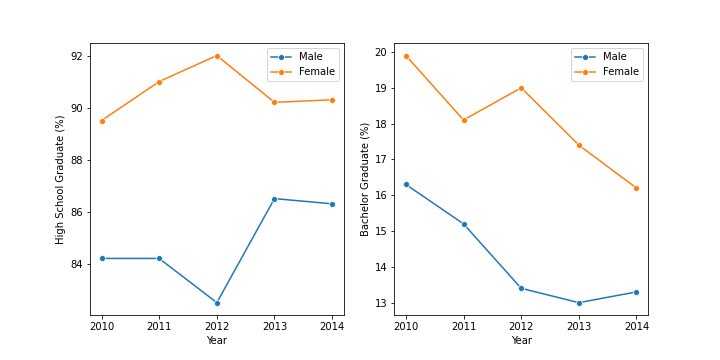 High School Graduate (%)
92
90
88
86
84
2010 2011 2012 2013 2014
Year
Male
Female
Bachelor Graduate (%)
20
19
18
17
16
15
14
13
2010 2011 2012 2013 2014
Year
Male
Female